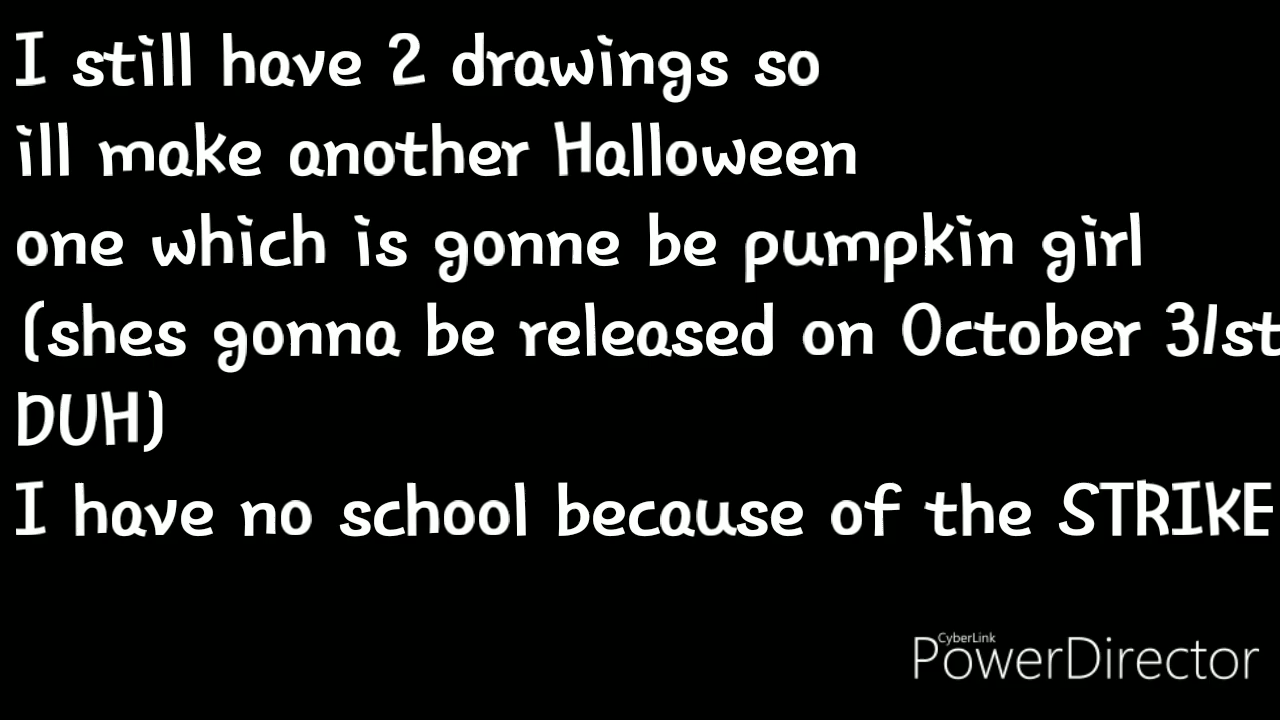 I still have 2 drawings so
ill make another Halloween
one which is gonne be pumpkin girl
(shes gonna be released on October 31st
DUH)
I have no school because of the STRIKE
CyberLink
PowerDirector